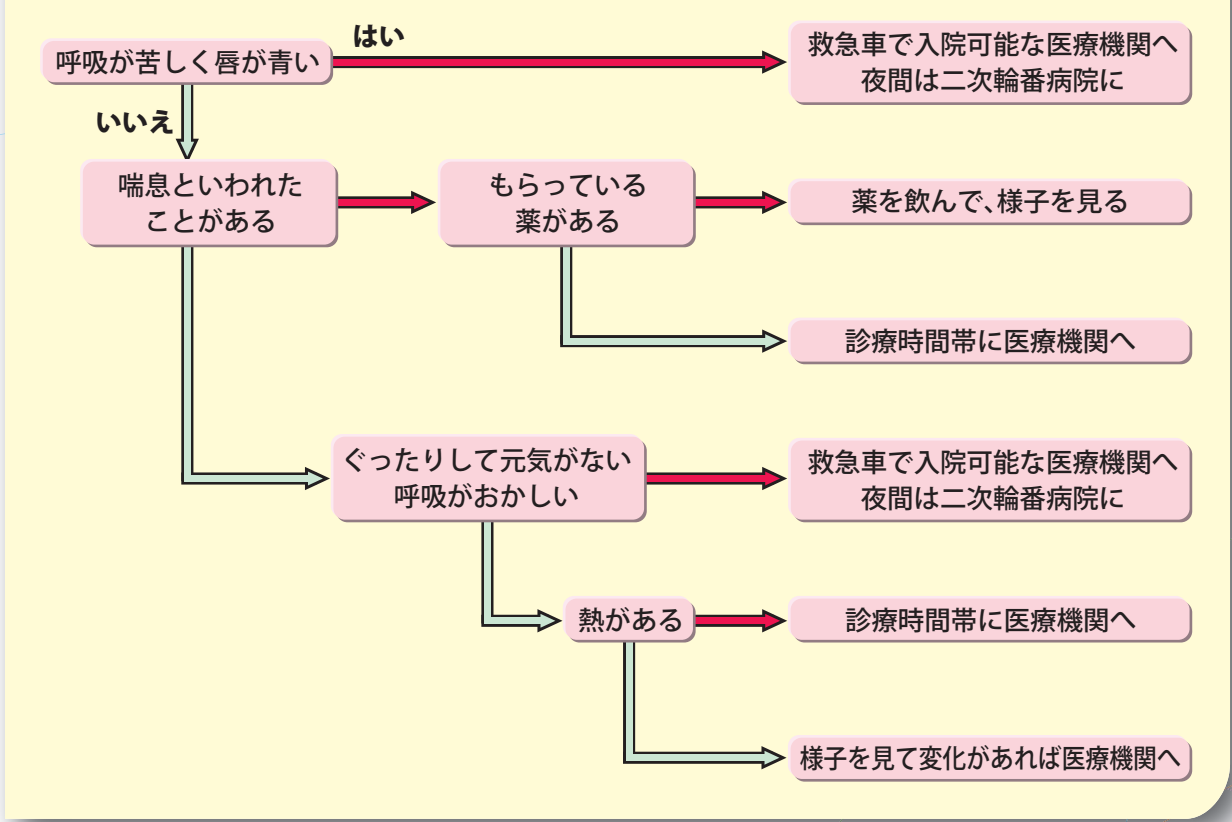 はい
呼吸が苦しく唇が青い
救急車で入院可能な医療機関へ
夜間は二次輪番病院に
いいえ
喘息といわれた
ことがある
もらっている
薬がある
薬を飲んで、様子を見る
診療時間帯に医療機関へ
ぐったりして元気がない
呼吸がおかしい
救急車で入院可能な医療機関へ
夜間は二次輪番病院に
熱がある
診療時間帯に医療機関へ
様子を見て変化があれば医療機関へ